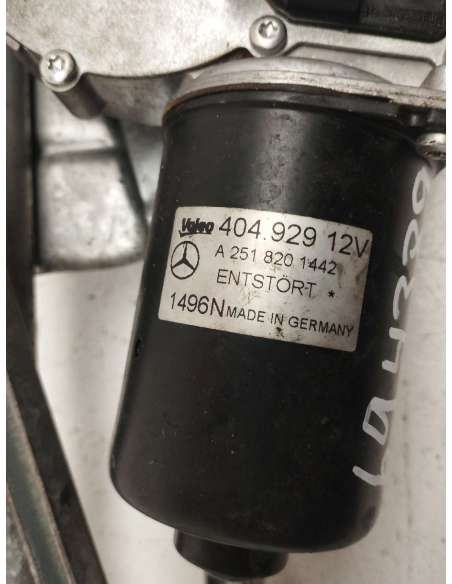 Valeo 404.929 12V
A 251 820 1442
ENTSTÖRT *
1496N MADE IN GERMANY